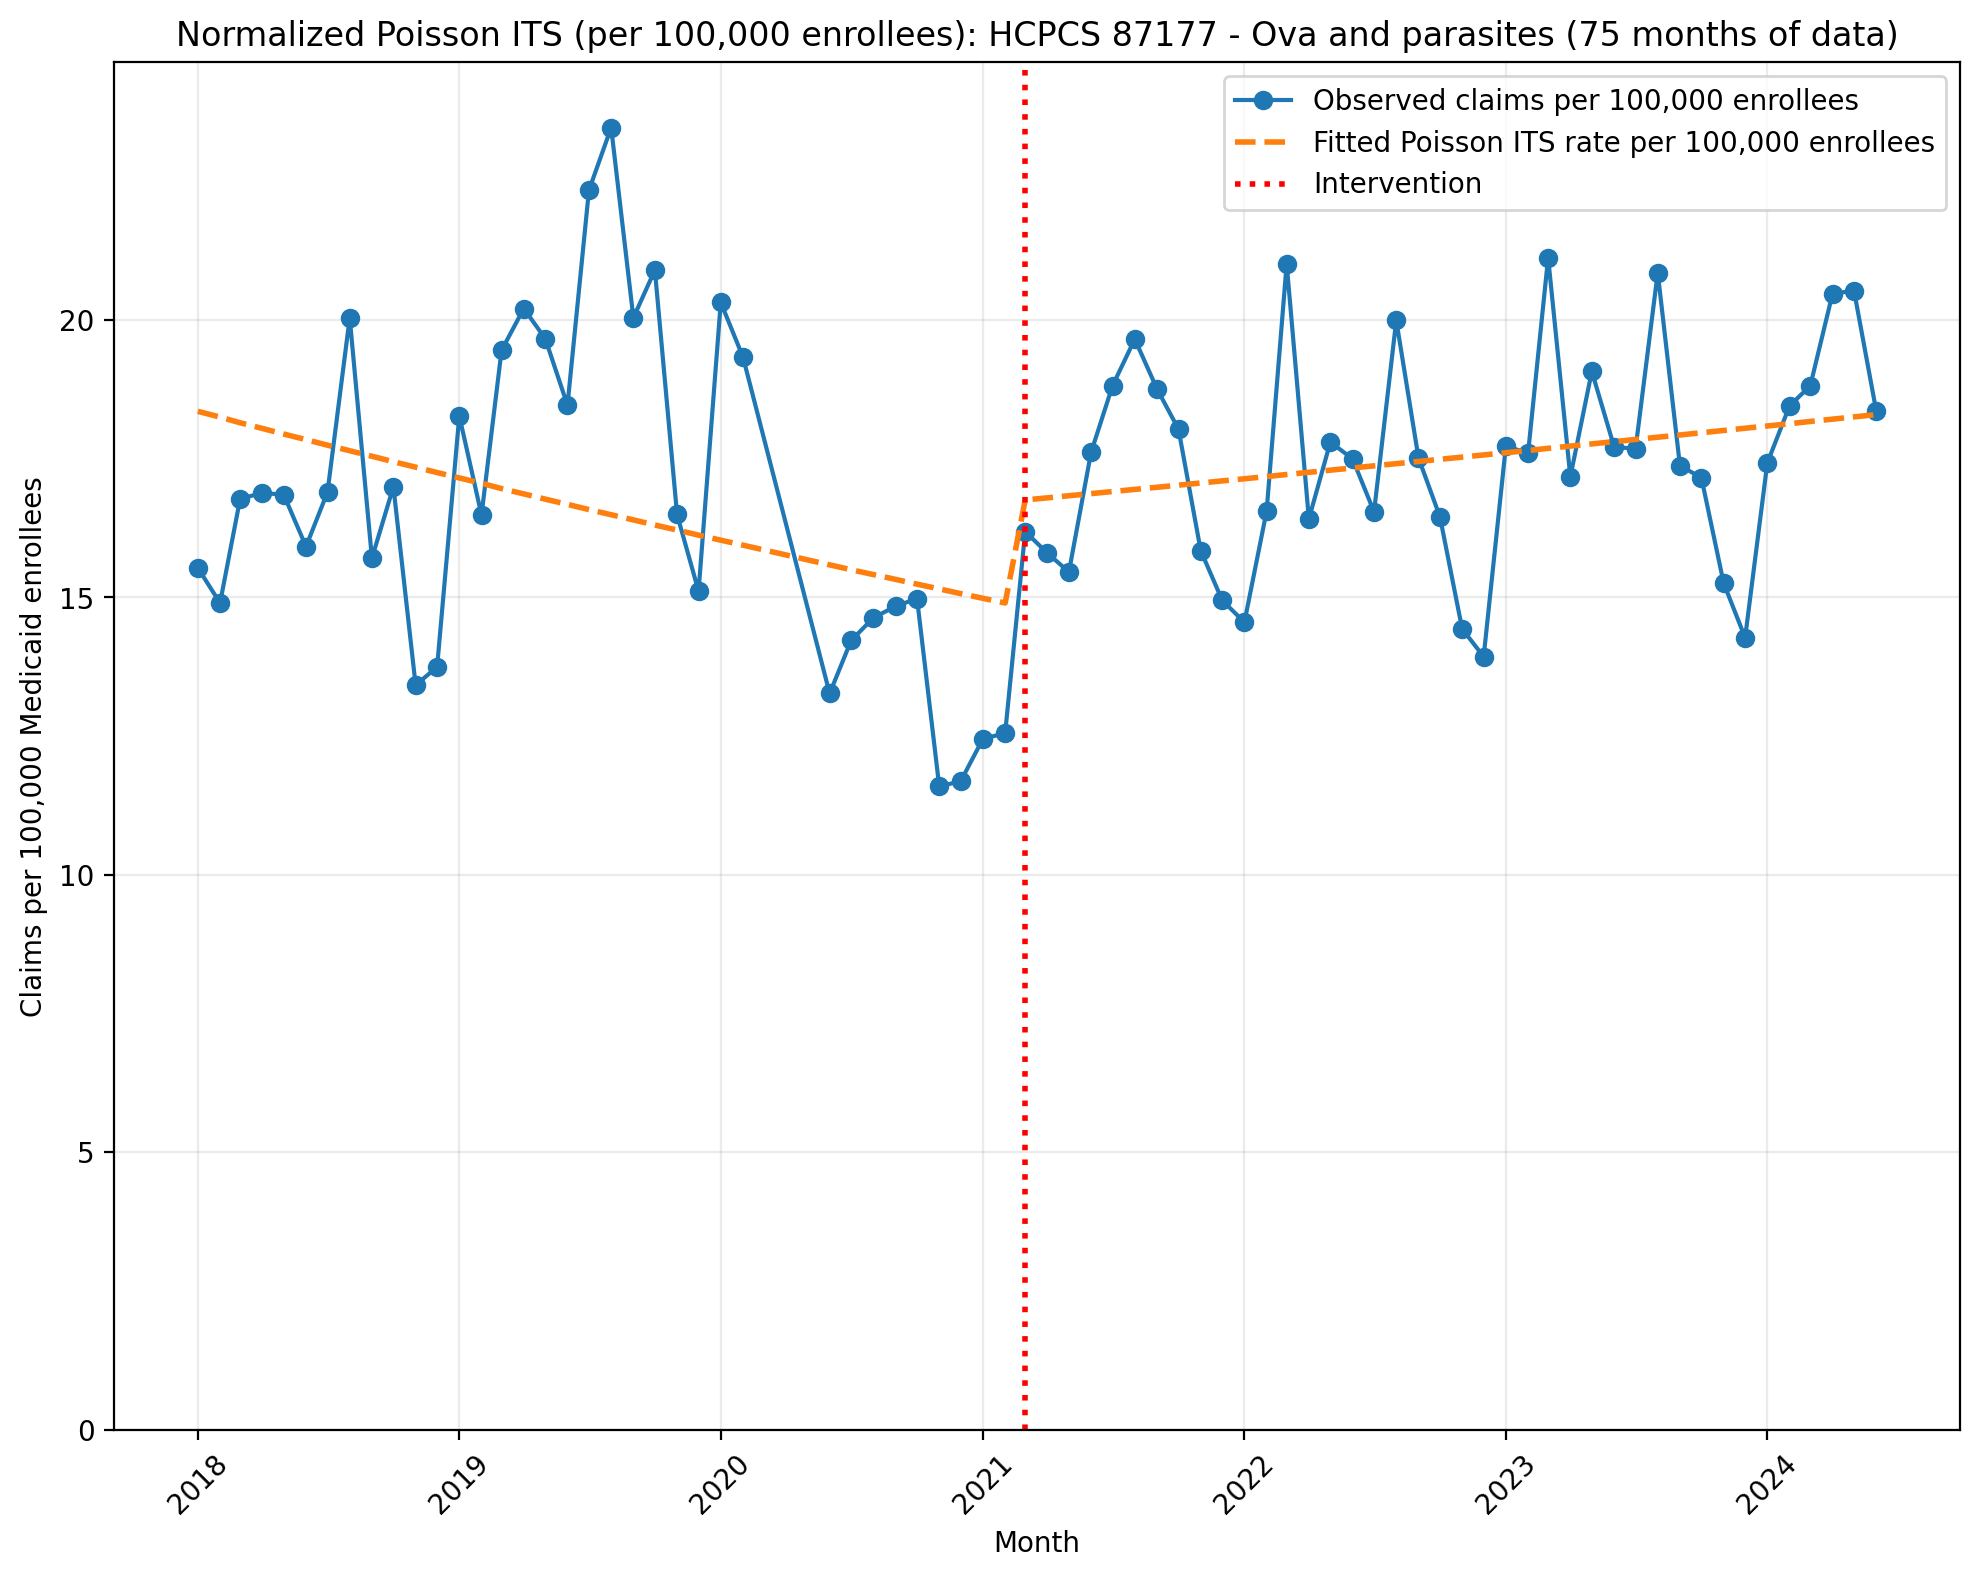 Normalized Poisson ITS (per 100,000 enrollees): HCPCS 87177 - Ova and parasites (75 months of data)
Observed claims per 100,000 enrollees
Fitted Poisson ITS rate per 100,000 enrollees
Intervention
Claims per 100,000 Medicaid enrollees
20
15
10
5
0
2018
2019
2020
2021
2022
2023
2024
Month